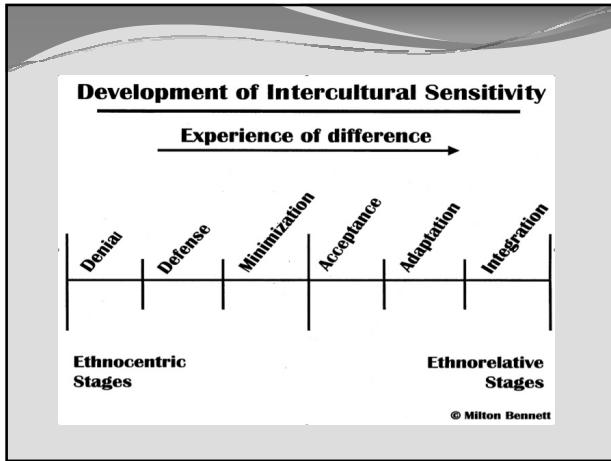 Development of Intercultural Sensitivity
Experience of difference
Denial
Defense
Minimization
Acceptance
Adaptation
Integration
Ethnocentric
Stages
Ethnorelative
Stages
© Milton Bennett